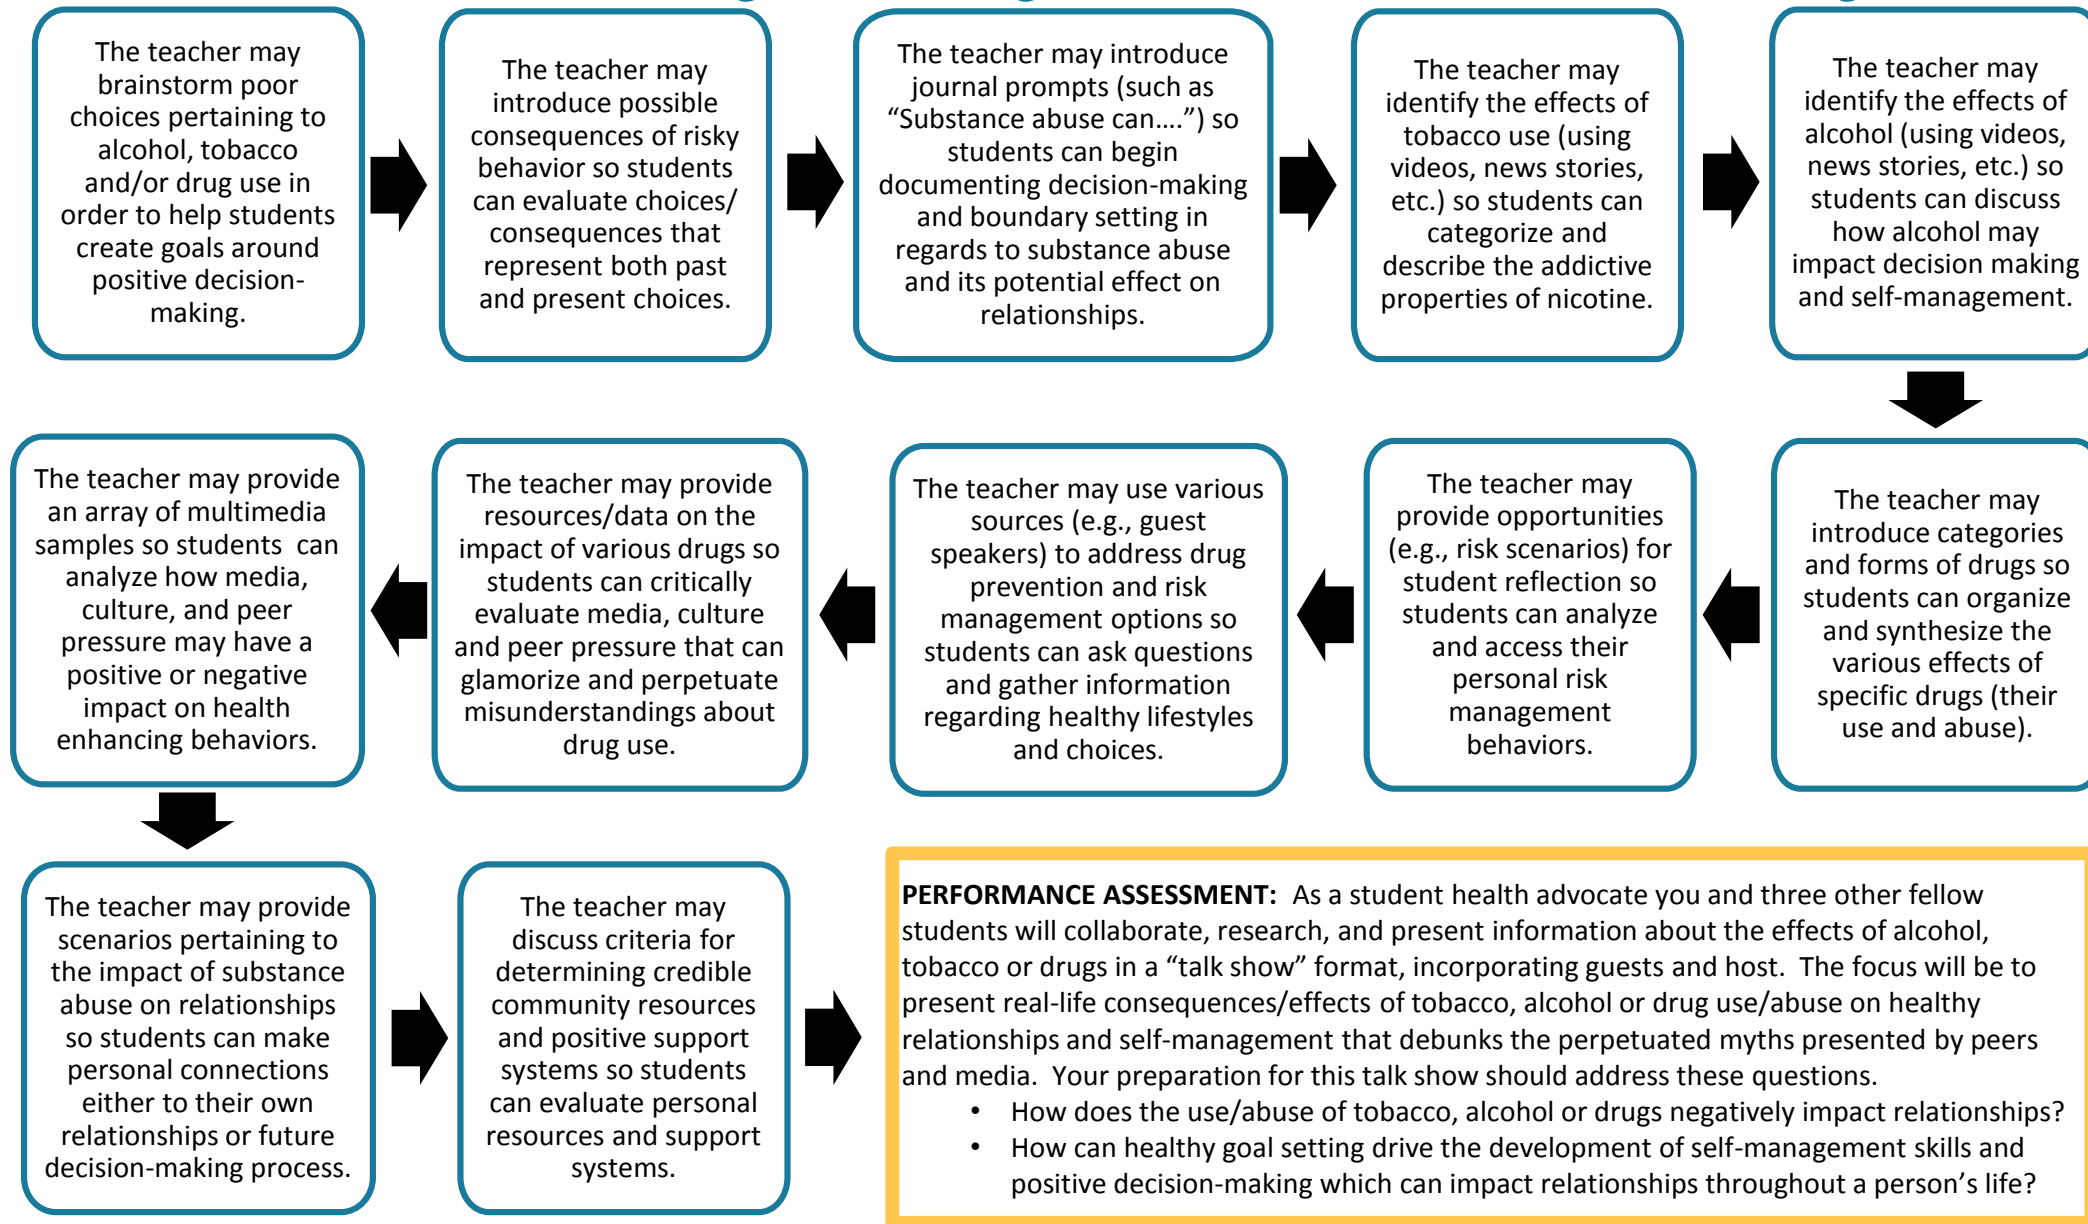 The teacher may
brainstorm poor
choices pertaining to
alcohol, tobacco
and/or drug use in
order to help students
create goals around
positive decision-
making.
The teacher may
introduce possible
consequences of risky
behavior so students
can evaluate choices/
consequences that
represent both past
and present choices.
The teacher may introduce
journal prompts (such as
“Substance abuse can….”) so
students can begin
documenting decision-making
and boundary setting in
regards to substance abuse
and its potential effect on
relationships.
The teacher may
identify the effects of
tobacco use (using
videos, news stories,
etc.) so students can
categorize and
describe the addictive
properties of nicotine.
The teacher may
identify the effects of
alcohol (using videos,
news stories, etc.) so
students can discuss
how alcohol may
impact decision making
and self-management.
The teacher may
introduce categories
and forms of drugs so
students can organize
and synthesize the
various effects of
specific drugs (their
use and abuse).
The teacher may
provide opportunities
(e.g., risk scenarios) for
student reflection so
students can analyze
and access their
personal risk
management
behaviors.
The teacher may use various
sources (e.g., guest
speakers) to address drug
prevention and risk
management options so
students can ask questions
and gather information
regarding healthy lifestyles
and choices.
The teacher may provide
resources/data on the
impact of various drugs so
students can critically
evaluate media, culture
and peer pressure that can
glamorize and perpetuate
misunderstandings about
drug use.
The teacher may provide
an array of multimedia
samples so students  can
analyze how media,
culture, and peer
pressure may have a
positive or negative
impact on health
enhancing behaviors.
The teacher may provide
scenarios pertaining to
the impact of substance
abuse on relationships
so students can make
personal connections
either to their own
relationships or future
decision-making process.
The teacher may
discuss criteria for
determining credible
community resources
and positive support
systems so students
can evaluate personal
resources and support
systems.
PERFORMANCE ASSESSMENT:  As a student health advocate you and three other fellow
students will collaborate, research, and present information about the effects of alcohol,
tobacco or drugs in a “talk show” format, incorporating guests and host.  The focus will be to
present real-life consequences/effects of tobacco, alcohol or drug use/abuse on healthy
relationships and self-management that debunks the perpetuated myths presented by peers
and media.  Your preparation for this talk show should address these questions.
• How does the use/abuse of tobacco, alcohol or drugs negatively impact relationships?
• How can healthy goal setting drive the development of self-management skills and
positive decision-making which can impact relationships throughout a person’s life?